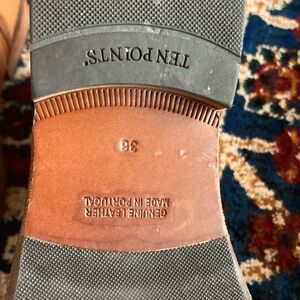 TEN POINTS®
36
GENUINE LEATHER
MADE IN PORTUGAL